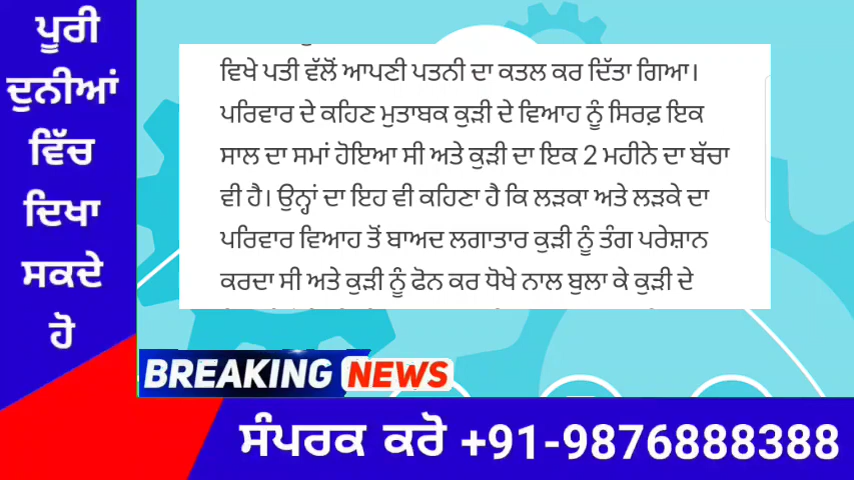 ਪੂਰੀ
ਦੁਨੀਆਂ
ਵਿੱਚ
ਦਿਖਾ
ਸਕਦੇ
ਹੋ
ਵਿਖੇ ਪਤੀ ਵੱਲੋਂ ਆਪਣੀ ਪਤਨੀ ਦਾ ਕਤਲ ਕਰ ਦਿੱਤਾ ਗਿਆ।
ਪਰਿਵਾਰ ਦੇ ਕਹਿਣ ਮੁਤਾਬਕ ਕੁੜੀ ਦੇ ਵਿਆਹ ਨੂੰ ਸਿਰਫ਼ ਇਕ
ਸਾਲ ਦਾ ਸਮਾਂ ਹੋਇਆ ਸੀ ਅਤੇ ਕੁੜੀ ਦਾ ਇਕ 2 ਮਹੀਨੇ ਦਾ ਬੱਚਾ
ਵੀ ਹੈ। ਉਨ੍ਹਾਂ ਦਾ ਇਹ ਵੀ ਕਹਿਣਾ ਹੈ ਕਿ ਲੜਕਾ ਅਤੇ ਲੜਕੇ ਦਾ
ਪਰਿਵਾਰ ਵਿਆਹ ਤੋਂ ਬਾਅਦ ਲਗਾਤਾਰ ਕੁੜੀ ਨੂੰ ਤੰਗ ਪਰੇਸ਼ਾਨ
ਕਰਦਾ ਸੀ ਅਤੇ ਕੁੜੀ ਨੂੰ ਫੋਨ ਕਰ ਧੋਖੇ ਨਾਲ ਬੁਲਾ ਕੇ ਕੁੜੀ ਦੇ
BREAKING NEWS
ਸੰਪਰਕ ਕਰੋ +91-9876888388